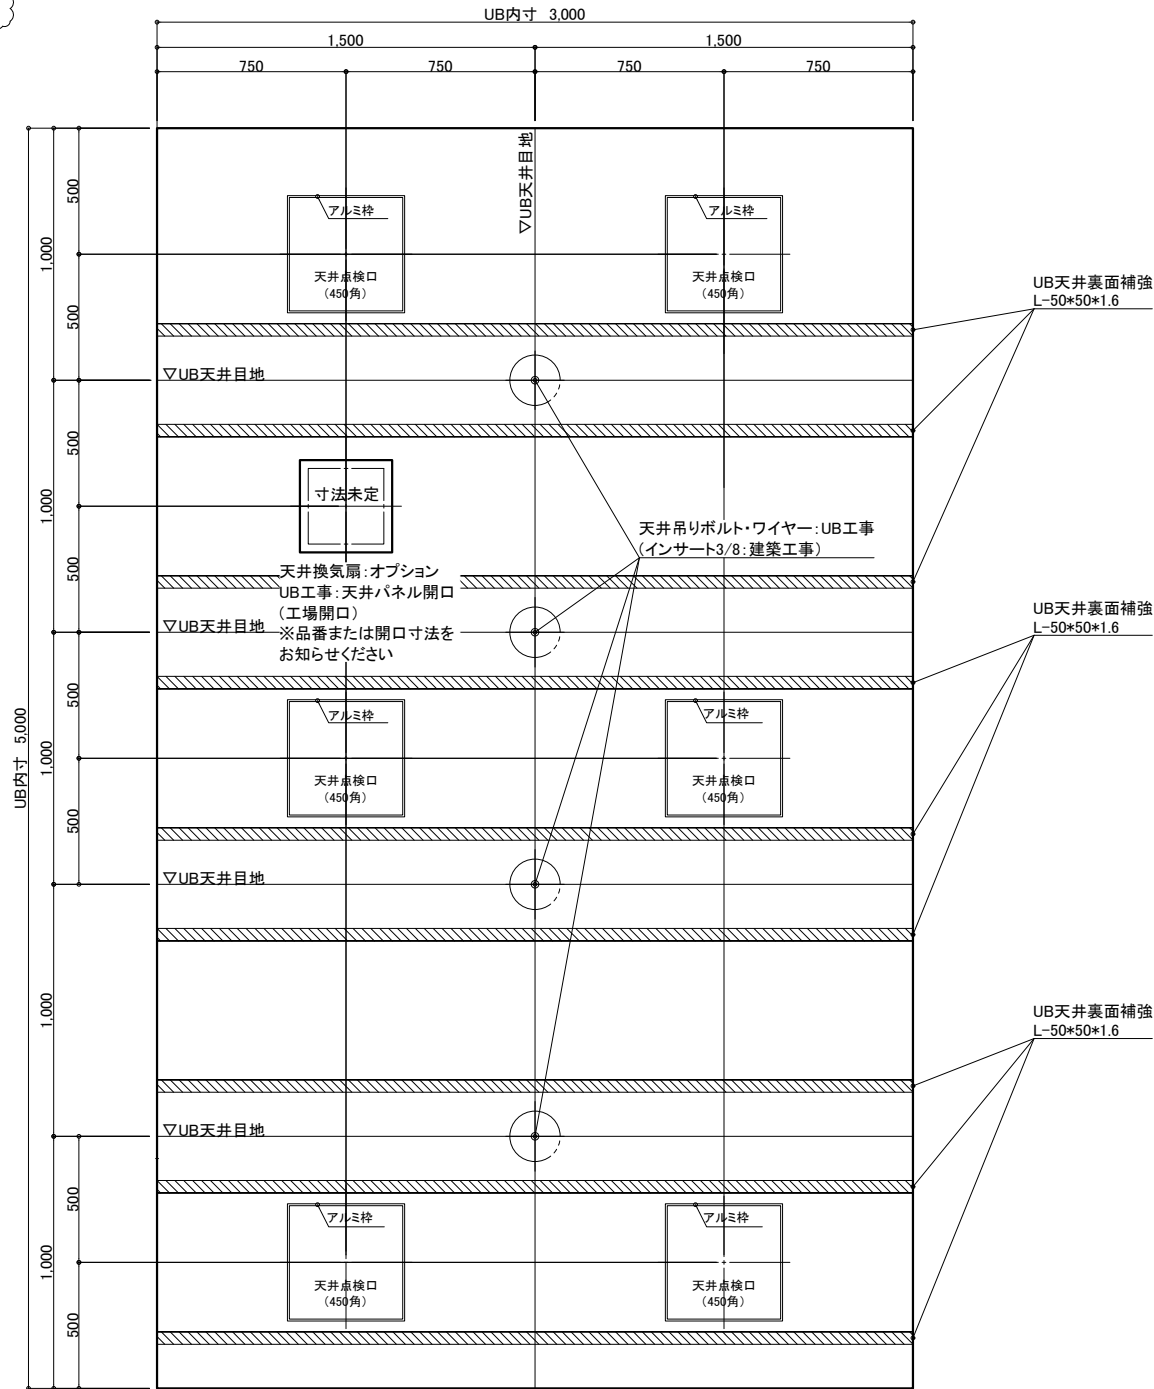 UB内寸 3,000
1,500
1,500
750
750
750
750
▽UB天井目地
500
1,000
500
アルミ枠
天井点検口
(450角)
アルミ枠
天井点検口
(450角)
UB天井裏面補強
L-50*50*1.6
▽UB天井目地
500
1,000
500
寸法未定
天井換気扇:オプション
UB工事:天井パネル開口
(工場開口)
※品番または開口寸法を
お知らせください
天井吊りボルト・ワイヤー:UB工事
(インサート3/8:建築工事)
▽UB天井目地
UB天井裏面補強
L-50*50*1.6
UB内寸 5,000
500
1,000
500
アルミ枠
天井点検口
(450角)
アルミ枠
天井点検口
(450角)
▽UB天井目地
1,000
UB天井裏面補強
L-50*50*1.6
▽UB天井目地
500
1,000
500
アルミ枠
天井点検口
(450角)
アルミ枠
天井点検口
(450角)